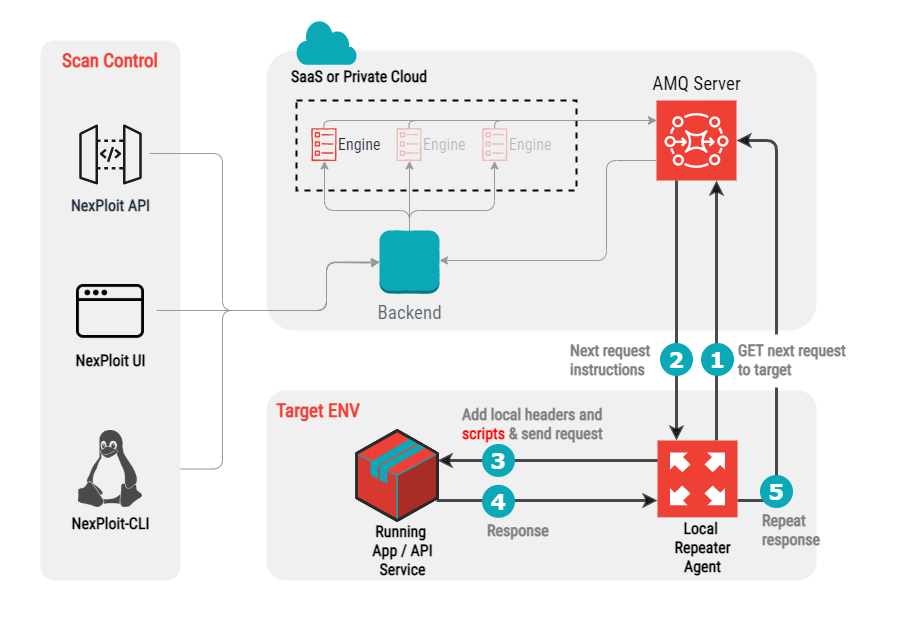 Scan Control
NexPloit API
NexPloit UI
NexPloit-CLI
SaaS or Private Cloud
Engine
Engine
Engine
Backend
AMQ Server
Next request
instructions
2
1
GET next request
to target
Target ENV
Add local headers and
scripts & send request
3
4
Response
5
Repeat
response
Running
App / API
Service
Local
Repeater
Agent